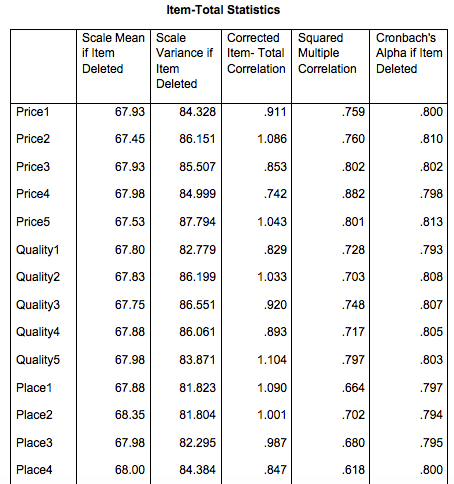 Item-Total Statistics
Scale Mean if Item Deleted | Scale Variance if Item Deleted | Corrected Item- Total Correlation | Squared Multiple Correlation | Cronbach's Alpha if Item Deleted
Price1 67.93 84.328 .911 .759 .800
Price2 67.45 86.151 1.086 .760 .810
Price3 67.93 85.507 .853 .802 .802
Price4 67.98 84.999 .742 .882 .798
Price5 67.53 87.794 1.043 .801 .813
Quality1 67.80 82.779 .829 .728 .793
Quality2 67.83 86.199 1.033 .703 .808
Quality3 67.75 86.551 .920 .748 .807
Quality4 67.88 86.061 .893 .717 .805
Quality5 67.98 83.871 1.104 .797 .803
Place1 67.88 81.823 1.090 .664 .797
Place2 68.35 81.804 1.001 .702 .794
Place3 67.98 82.295 .987 .680 .795
Place4 68.00 84.384 .847 .618 .800